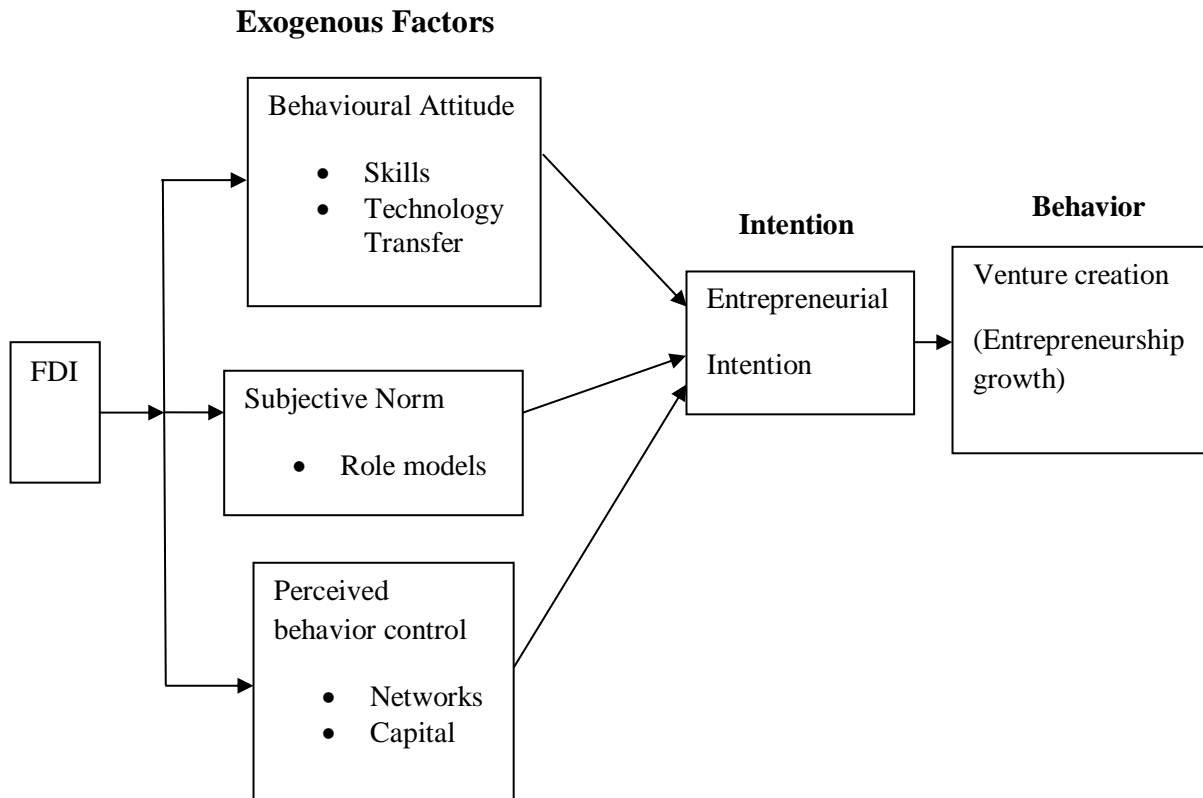 Exogenous Factors
Behavioural Attitude
• Skills
• Technology
Transfer
FDI
Subjective Norm
• Role models
Perceived
behavior control
• Networks
• Capital
Intention
Entrepreneurial
Intention
Behavior
Venture creation
(Entrepreneurship
growth)